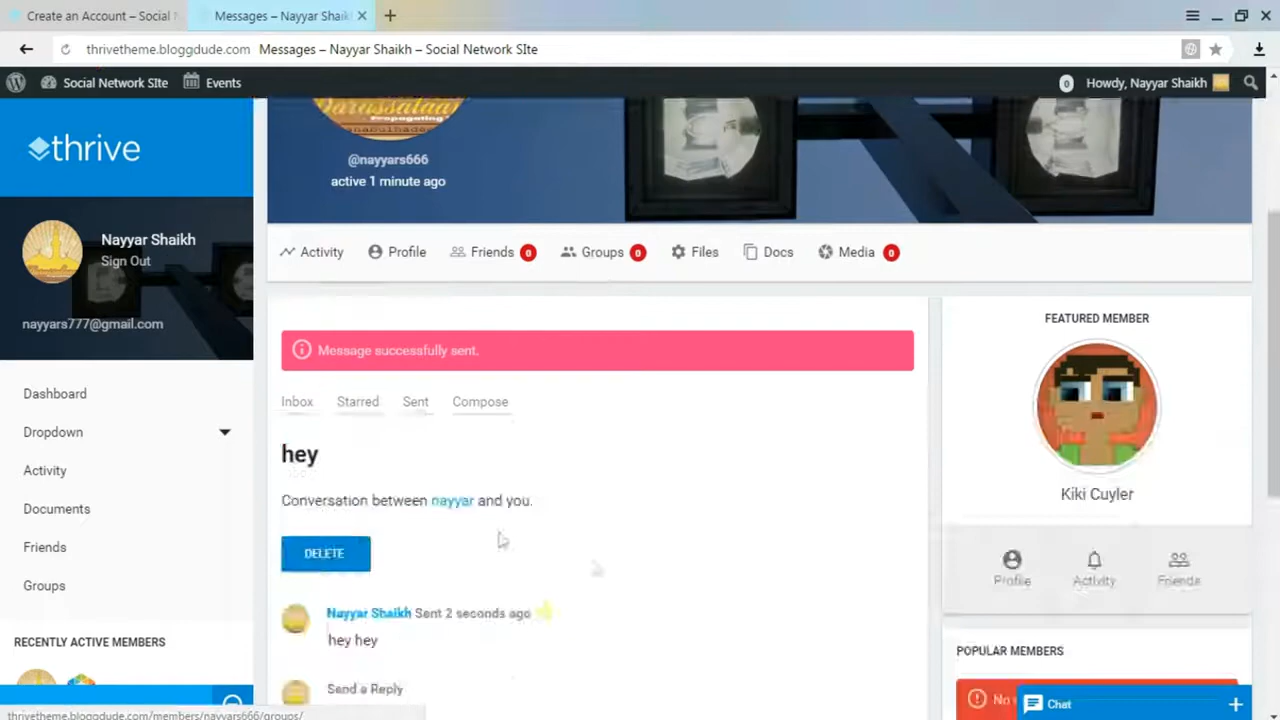 Create an Account – Social
Messages – Nayyar Shaik
thrivetheme.bloggdude.com Messages – Nayyar Shaikh – Social Network SIte
Social Network SIte Events
0 Howdy, Nayyar Shaikh
thrive
@nayyars666
active 1 minute ago
Nayyar Shaikh
Sign Out
nayyars777@gmail.com
Activity Profile Friends 0 Groups 0 Files Docs Media 0
Message successfully sent.
Inbox Starred Sent Compose
hey
Conversation between nayyar and you.
DELETE
Nayyar Shaikh Sent 2 seconds ago
hey hey
Send a Reply
Dashboard
Dropdown
Activity
Documents
Friends
Groups
RECENTLY ACTIVE MEMBERS
FEATURED MEMBER
Kiki Cuyler
Profile Activity Friends
POPULAR MEMBERS
No
Chat
thrivetheme.bloggdude.com/members/nayyars666/groups/